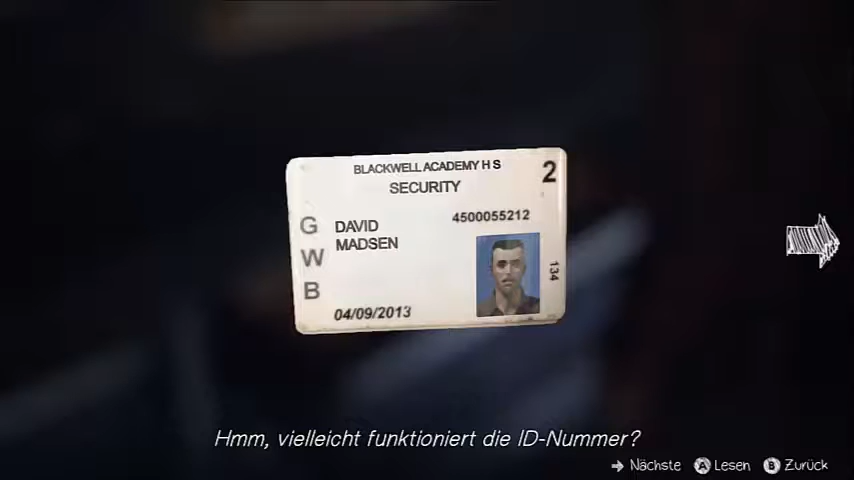 BLACKWELL ACADEMY H S
SECURITY
2
G
W
B
DAVID
MADSEN
4500055212
134
04/09/2013
Hmm, vielleicht funktioniert die ID-Nummer?
Nächste A Lesen B Zurück